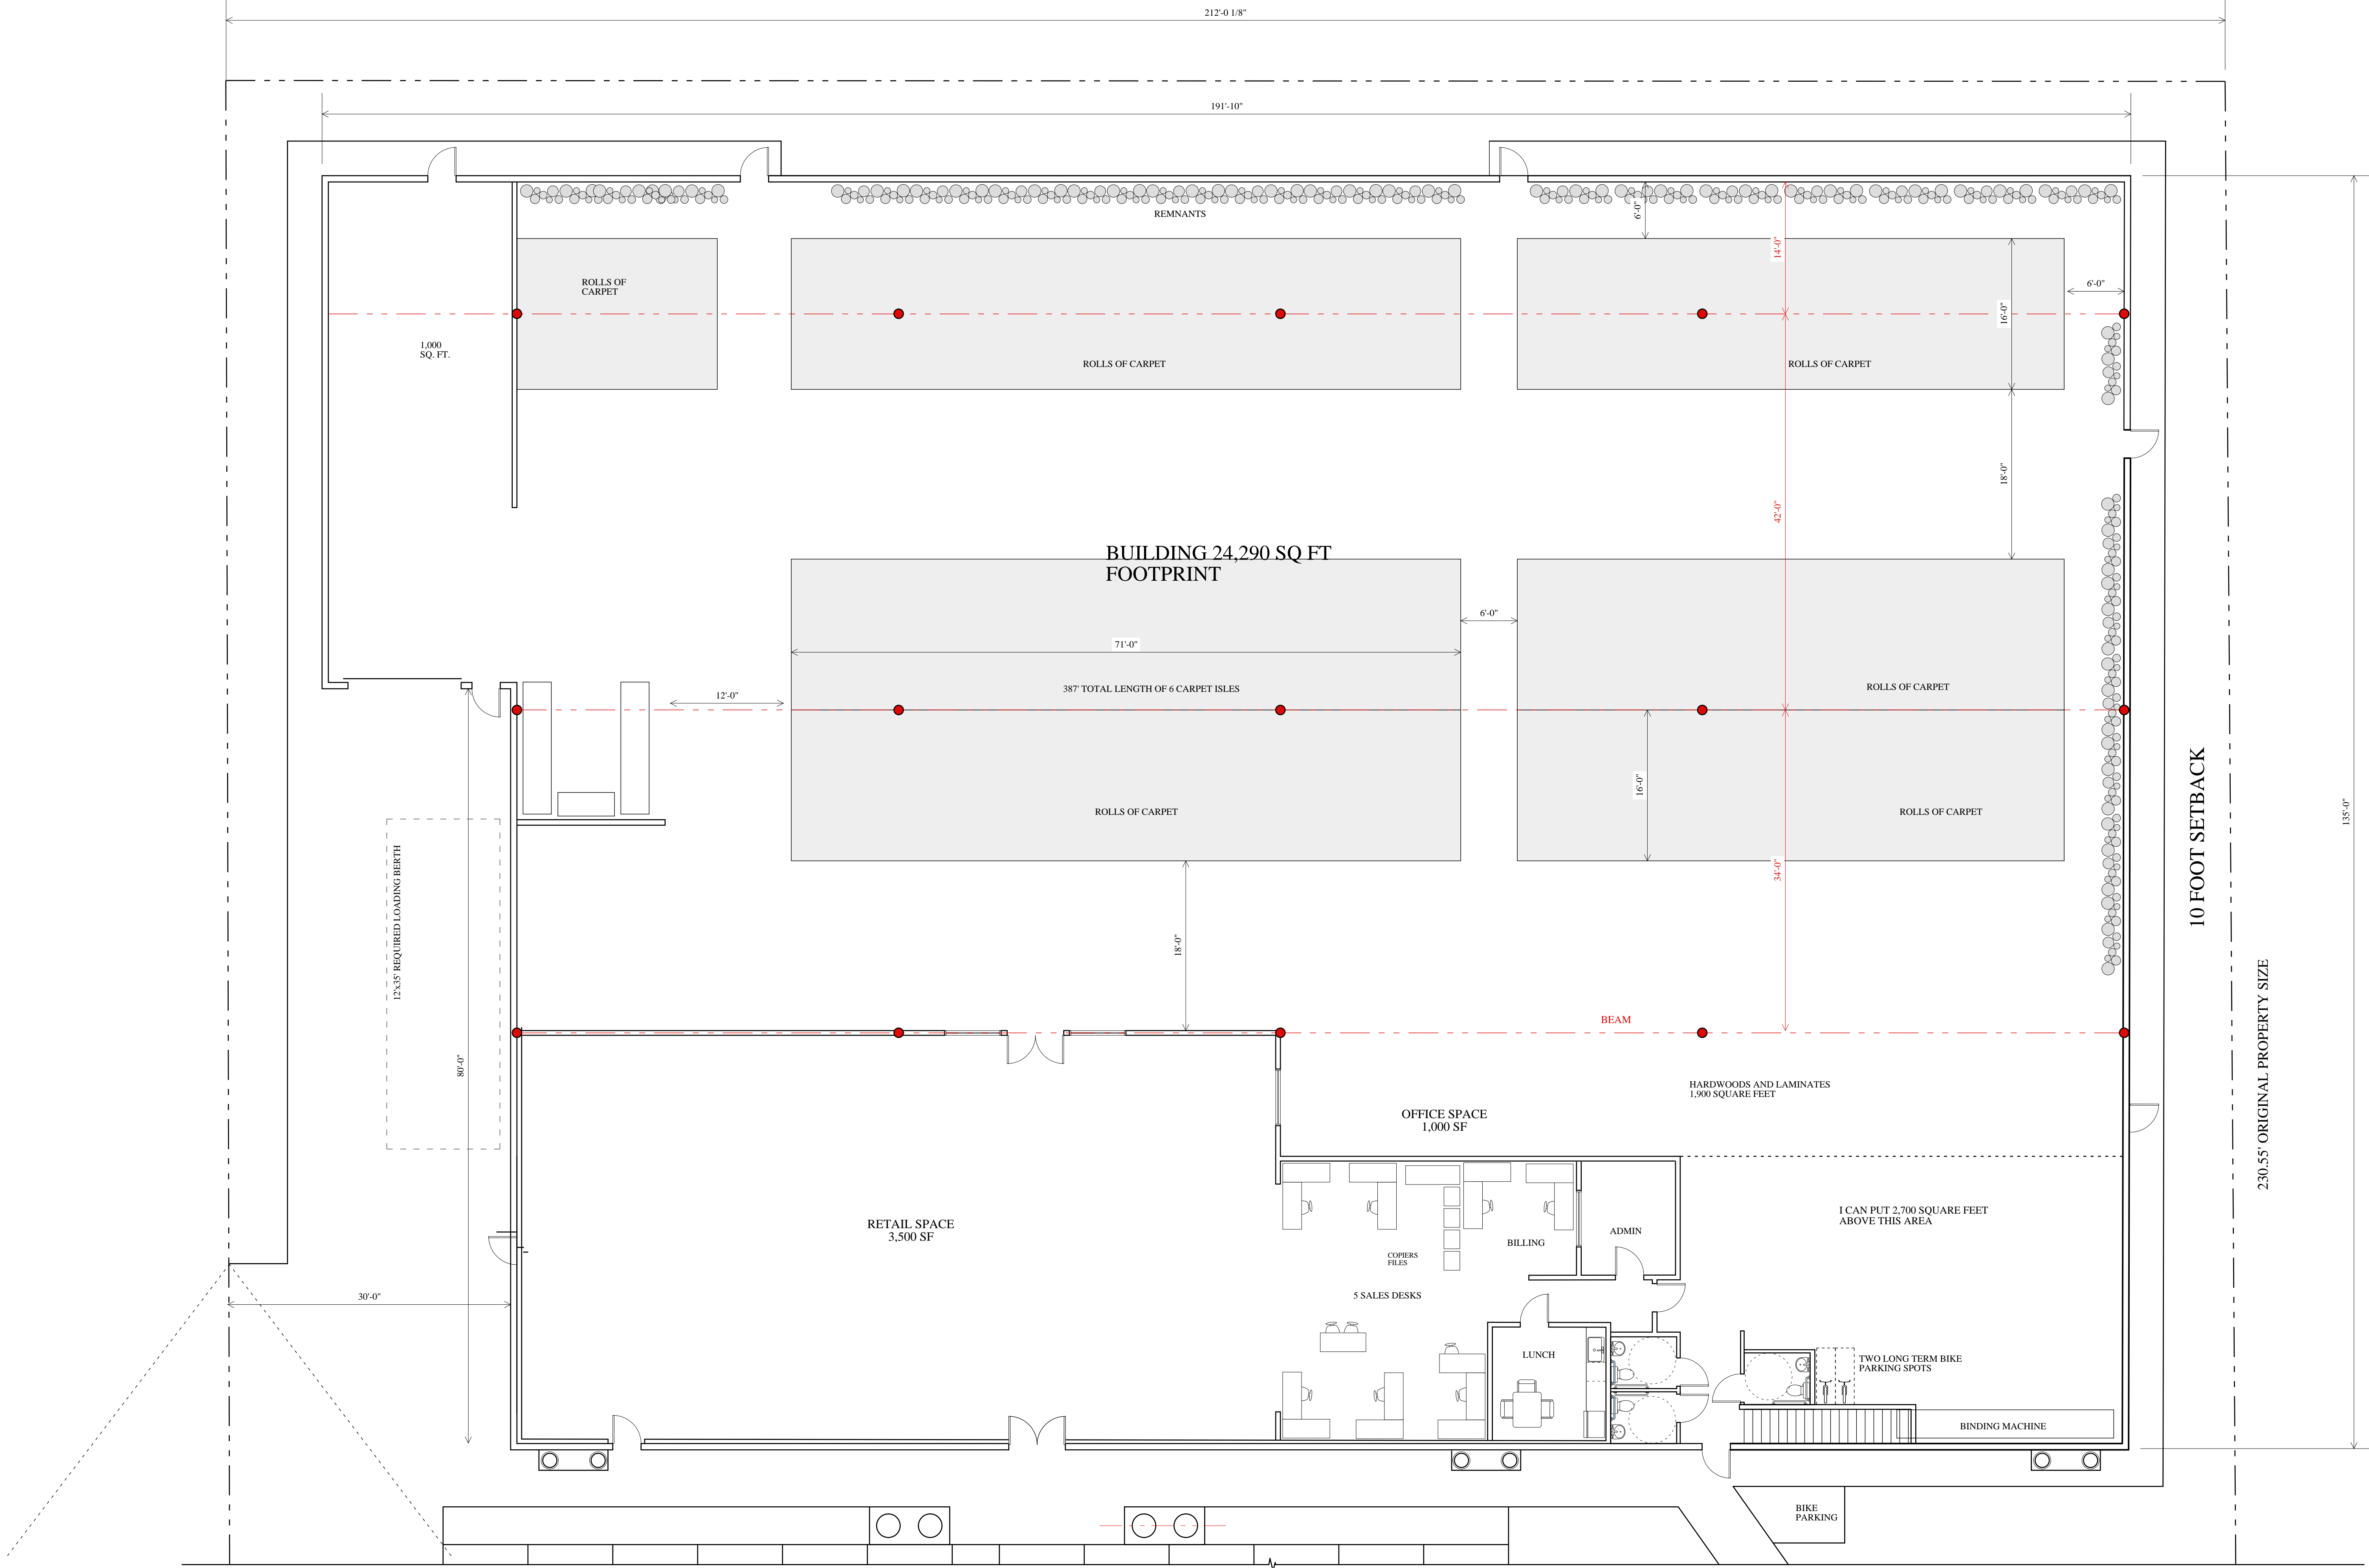 212'-0 1/8"
191'-10"
REMNANTS
6'-0"
14'-0"
ROLLS OF
CARPET
6'-0"
16'-0"
1,000
SQ. FT.
ROLLS OF CARPET
ROLLS OF CARPET
18'-0"
42'-0"
BUILDING 24,290 SQ FT
FOOTPRINT
6'-0"
71'-0"
387' TOTAL LENGTH OF 6 CARPET ISLES
ROLLS OF CARPET
12'-0"
16'-0"
ROLLS OF CARPET
ROLLS OF CARPET
135'-0"
10 FOOT SETBACK
34'-0"
12'x35' REQUIRED LOADING BERTH
18'-0"
BEAM
80'-0"
230.55' ORIGINAL PROPERTY SIZE
HARDWOODS AND LAMINATES
1,900 SQUARE FEET
OFFICE SPACE
1,000 SF
I CAN PUT 2,700 SQUARE FEET
ABOVE THIS AREA
RETAIL SPACE
3,500 SF
ADMIN
BILLING
COPIERS
FILES
30'-0"
5 SALES DESKS
LUNCH
TWO LONG TERM BIKE
PARKING SPOTS
BINDING MACHINE
BIKE
PARKING